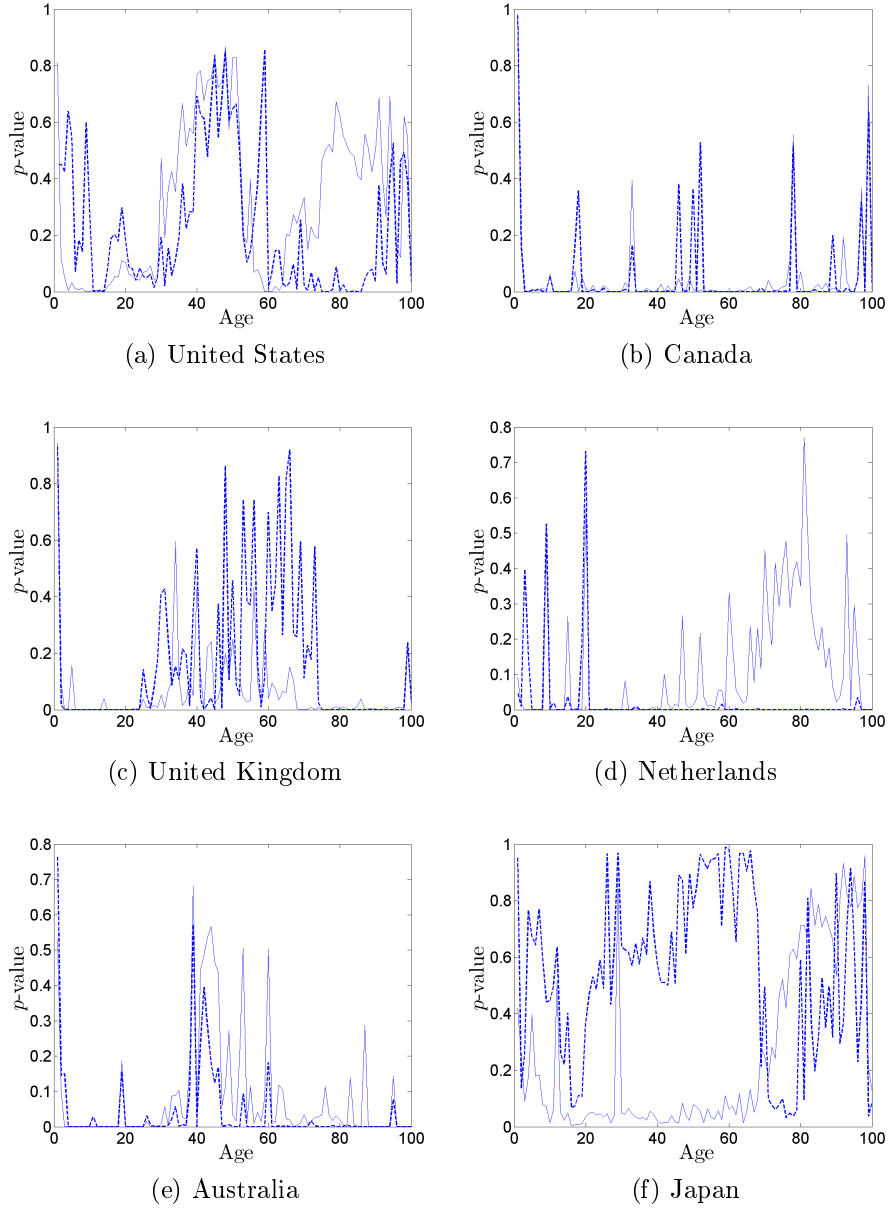 1
0.8
0.6
0.4
0.2
0
p-value
0 20 40 60 80 100
Age
(a) United States
1
0.8
0.6
0.4
0.2
0
p-value
0 20 40 60 80 100
Age
(b) Canada
1
0.8
0.6
0.4
0.2
0
p-value
0 20 40 60 80 100
Age
(c) United Kingdom
0.8
0.7
0.6
0.5
0.4
0.3
0.2
0.1
0
p-value
0 20 40 60 80 100
Age
(d) Netherlands
0.8
0.7
0.6
0.5
0.4
0.3
0.2
0.1
0
p-value
0 20 40 60 80 100
Age
(e) Australia
1
0.8
0.6
0.4
0.2
0
p-value
0 20 40 60 80 100
Age
(f) Japan